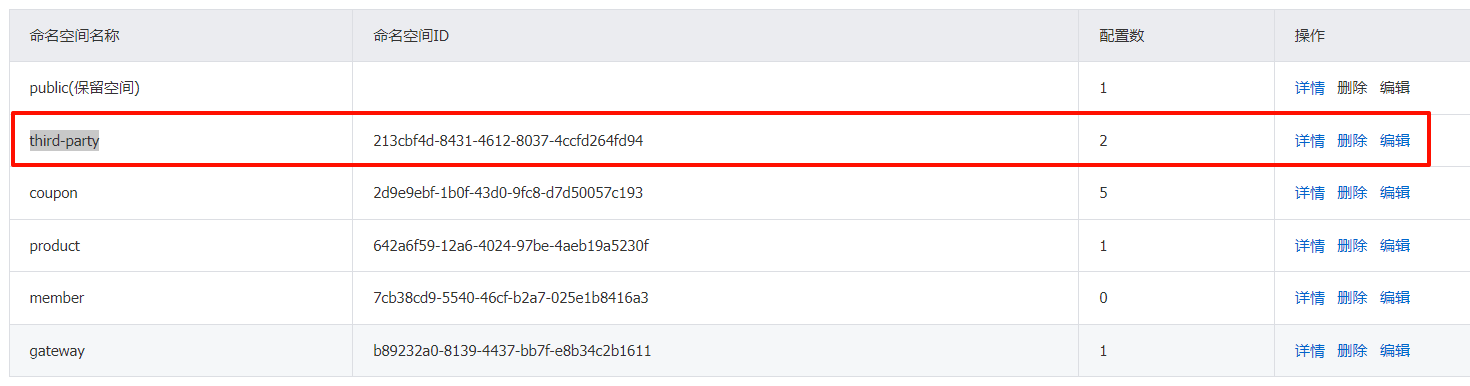 命名空间名称 命名空间ID 配置数 操作
public(保留空间) 1 详情 删除 编辑
third-party 213cbf4d-8431-4612-8037-4ccfd264fd94 2 详情 删除 编辑
coupon 2d9e9ebf-1b0f-43d0-9fc8-d7d50057c193 5 详情 删除 编辑
product 642a6f59-12a6-4024-97be-4aeb19a5230f 1 详情 删除 编辑
member 7cb38cd9-5540-46cf-b2a7-025e1b8416a3 0 详情 删除 编辑
gateway b89232a0-8139-4437-bb7f-e8b34c2b1611 1 详情 删除 编辑